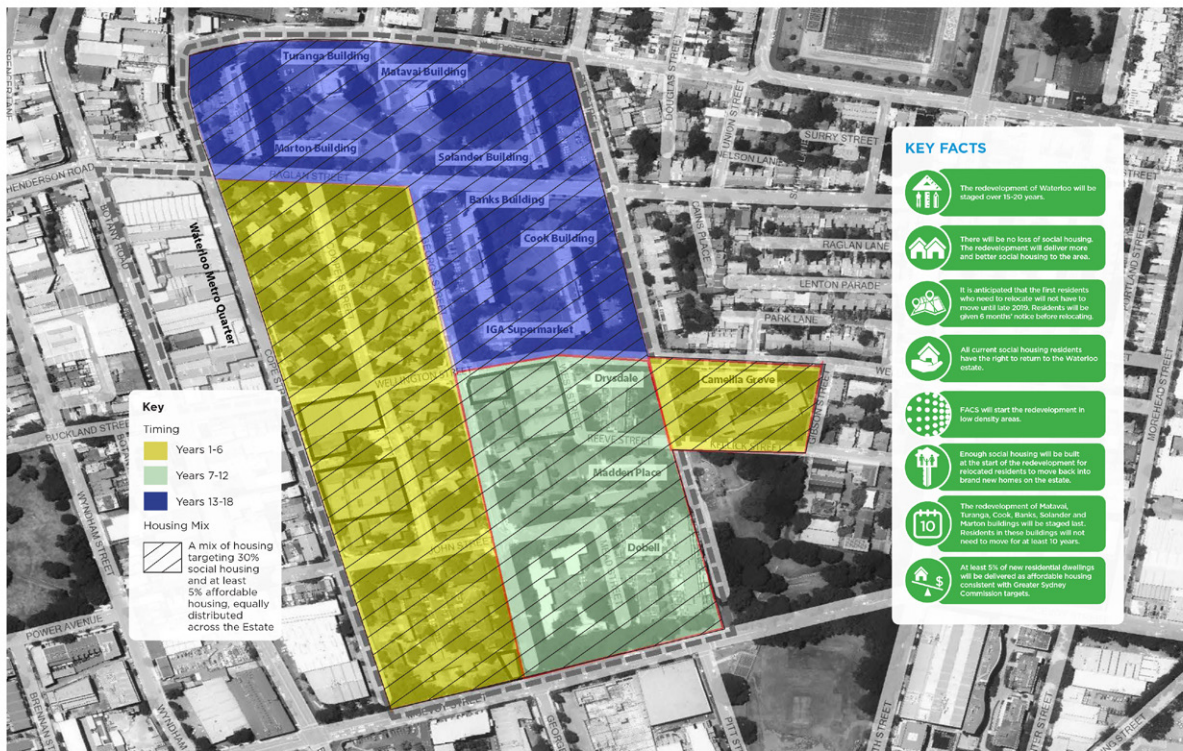 Turanga Building
Matavai Building
Marton Building
Solander Building
RAGLAN STREET
Banks Building
Cook Building
IGA Supermarket
WELLINGTON STREET
Drysdale
Camellia Grove
Madden Place
Dobell
Waterloo Metro Quarter
HENDERSON ROAD
BOTANY ROAD
BUCKLAND STREET
WYNDHAM STREET
POWER AVENUE
WYNDHAM
DOUGLAS STREET
UNION STREET
SURRY STREET
CAINS PLACE
RAGLAN LANE
LENTON PARADE
PARK LANE
GIBSON STREET
PORTLAND STREET
MOREHEAD STREET
Key
Timing
Years 1-6
Years 7-12
Years 13-18
Housing Mix
A mix of housing
targeting 30%
social housing
and at least
5% affordable
housing, equally
distributed
across the Estate
KEY FACTS
The redevelopment of Waterloo will be
staged over 15-20 years.
There will be no loss of social housing.
The redevelopment will deliver more
and better social housing to the area.
It is anticipated that the first residents
who need to relocate will not have to
move until late 2019. Residents will be
given 6 months' notice before relocating.
All current social housing residents
have the right to return to the Waterloo
estate.
FACS will start the redevelopment in
low density areas.
Enough social housing will be built
at the start of the redevelopment for
relocated residents to move back into
brand new homes on the estate.
10
The redevelopment of Matavai,
Turanga, Cook, Banks, Solander and
Marton buildings will be staged last.
Residents in these buildings will not
need to move for at least 10 years.
$
At least 5% of new residential dwellings
will be delivered as affordable housing
consistent with Greater Sydney
Commission targets.